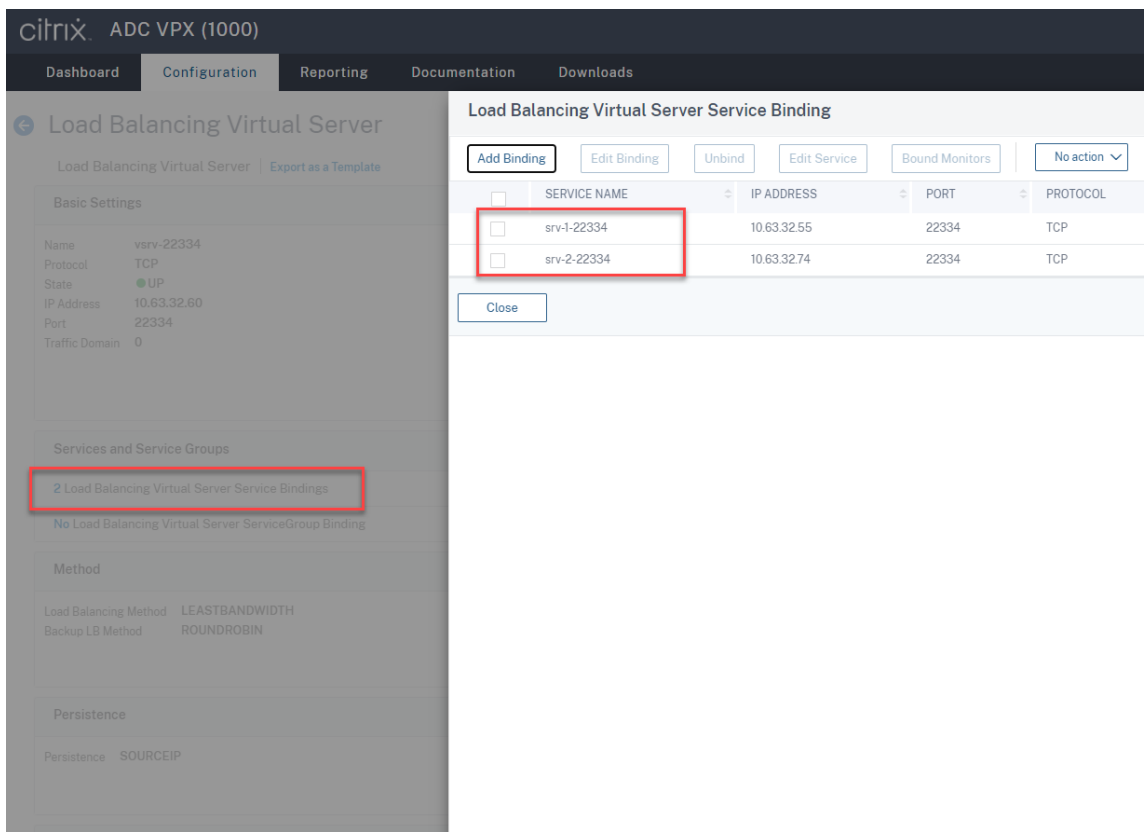 citrix. ADC VPX (1000)
Dashboard Configuration Reporting Documentation Downloads
Load Balancing Virtual Server
Load Balancing Virtual Server | Export as a Template
Basic Settings
Name vsrv-22334
Protocol TCP
State UP
IP Address 10.63.32.60
Port 22334
Traffic Domain 0
Services and Service Groups
2 Load Balancing Virtual Server Service Bindings
No Load Balancing Virtual Server ServiceGroup Binding
Method
Load Balancing Method LEASTBANDWIDTH
Backup LB Method ROUNDROBIN
Persistence
Persistence SOURCEIP
Load Balancing Virtual Server Service Binding
Add Binding Edit Binding Unbind Edit Service Bound Monitors No action
SERVICE NAME IP ADDRESS PORT PROTOCOL
srv-1-22334 10.63.32.55 22334 TCP
srv-2-22334 10.63.32.74 22334 TCP
Close